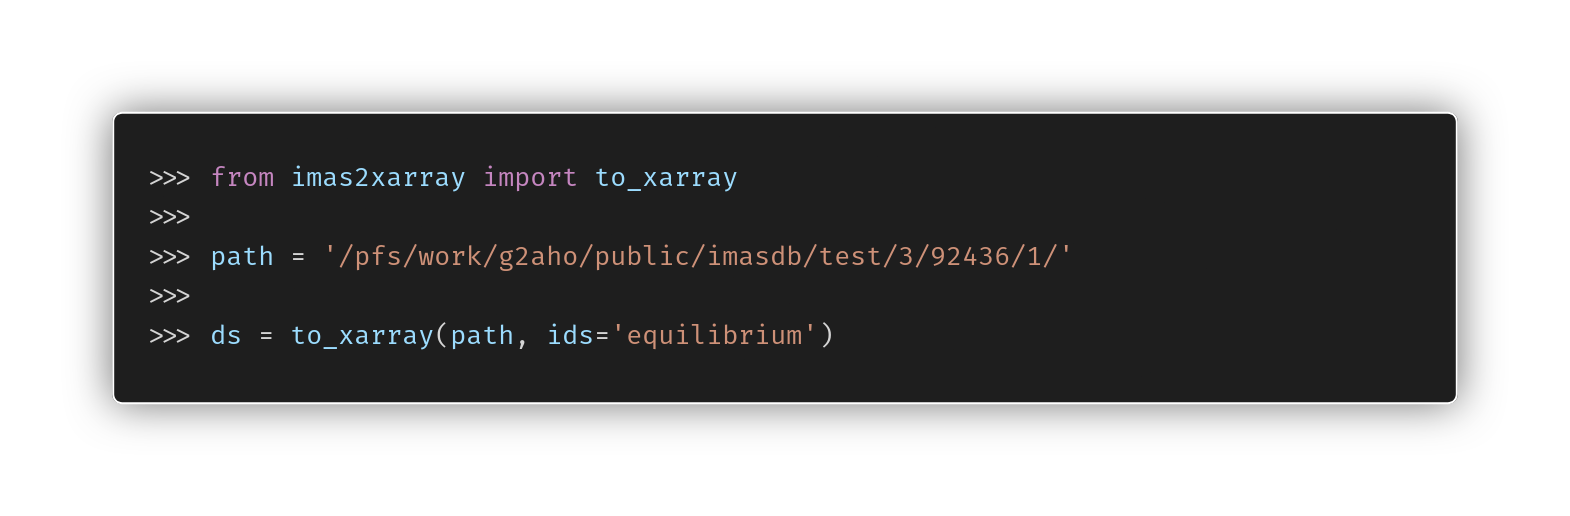 >>> from imas2xarray import to_xarray
>>>
>>> path = '/pfs/work/g2aho/public/imasdb/test/3/92436/1/'
>>>
>>> ds = to_xarray(path, ids='equilibrium')